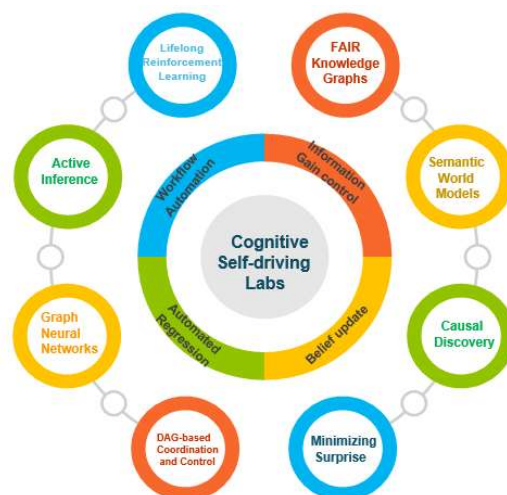 Lifelong
Reinforcement
Learning
FAIR
Knowledge
Graphs
Active
Inference
Semantic
World
Models
Workflow
Automation
Information
Gain control
Cognitive
Self-driving
Labs
Automated
Regression
Belief update
Graph
Neural
Networks
Causal
Discovery
DAG-based
Coordination
and Control
Minimizing
Surprise